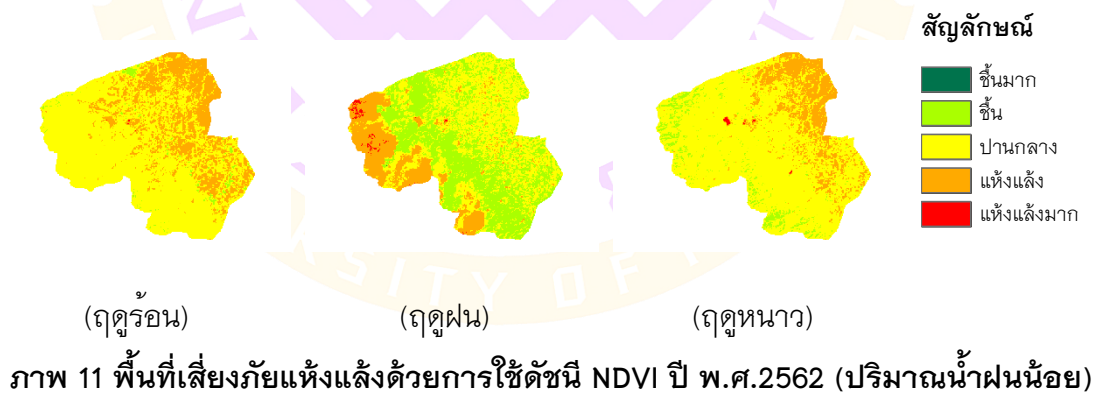 สัญลักษณ์
ชื้นมาก
ชื้น
ปานกลาง
แห้งแล้ง
แห้งแล้งมาก
(ฤดูร้อน)
(ฤดูฝน)
(ฤดูหนาว)
ภาพ 11 พื้นที่เสี่ยงภัยแห้งแล้งด้วยการใช้ดัชนี NDVI ปี พ.ศ.2562 (ปริมาณน้ำฝนน้อย)